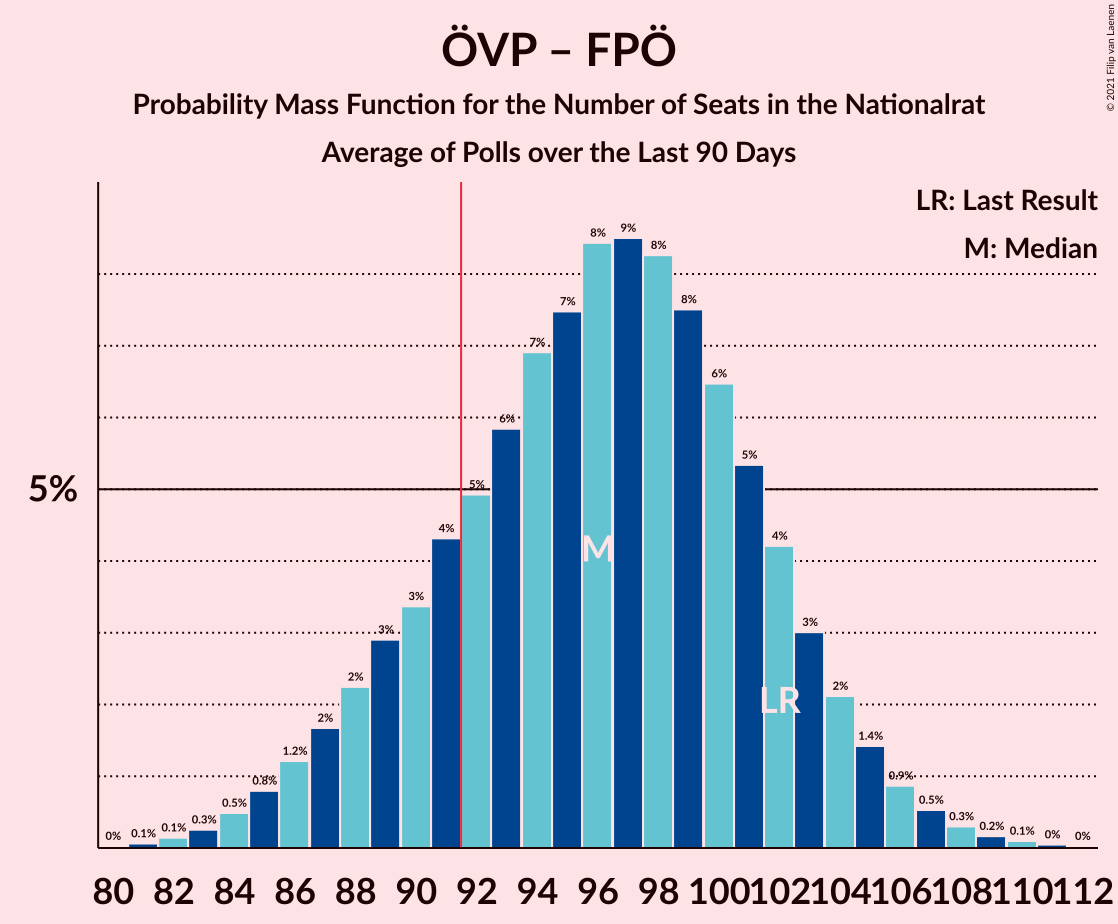 ÖVP – FPÖ
Probability Mass Function for the Number of Seats in the Nationalrat
Average of Polls over the Last 90 Days
© 2021 Filip van Laenen
LR: Last Result
M: Median
5%
0% 0.1% 0.1% 0.3% 0.5% 0.8% 1.2% 2% 2% 3% 3% 4% 5% 6% 7% 7% 8% 9% 8% 8% 6% 5% 4% 3% 2% 1.4% 0.9% 0.5% 0.3% 0.2% 0.1% 0% 0%
M
LR
80 82 84 86 88 90 92 94 96 98 100 102 104 106 108 110 112